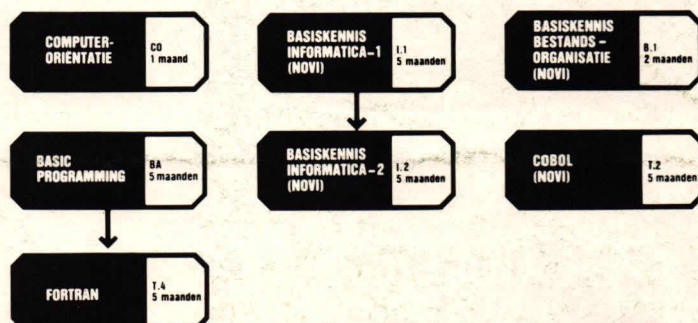 COMPUTER-
ORIËNTATIE
CO
1 maand
BASISKENNIS
INFORMATICA-1
(NOVI)
I.1
5 maanden
BASISKENNIS
BESTANDS-
ORGANISATIE
(NOVI)
B.1
2 maanden
BASIC
PROGRAMMING
BA
5 maanden
BASISKENNIS
INFORMATICA-2
(NOVI)
I.2
5 maanden
COBOL
(NOVI)
T.2
5 maanden
FORTRAN
T.4
5 maanden